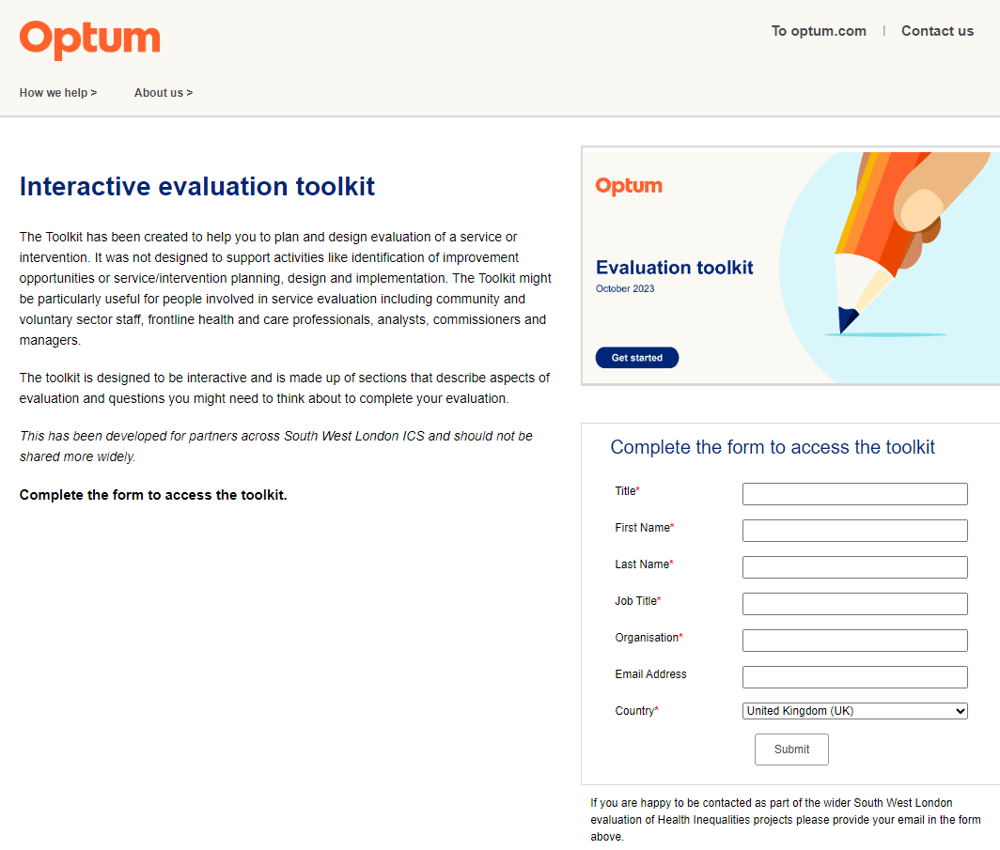 Optum
To optum.com | Contact us
How we help > About us >
Interactive evaluation toolkit
The Toolkit has been created to help you to plan and design evaluation of a service or
intervention. It was not designed to support activities like identification of improvement
opportunities or service/intervention planning, design and implementation. The Toolkit might
be particularly useful for people involved in service evaluation including community and
voluntary sector staff, frontline health and care professionals, analysts, commissioners and
managers.
The toolkit is designed to be interactive and is made up of sections that describe aspects of
evaluation and questions you might need to think about to complete your evaluation.
This has been developed for partners across South West London ICS and should not be
shared more widely.
Complete the form to access the toolkit.
Optum
Evaluation toolkit
October 2023
Get started
Complete the form to access the toolkit
Title*
First Name*
Last Name*
Job Title*
Organisation*
Email Address
Country* United Kingdom (UK)
Submit
If you are happy to be contacted as part of the wider South West London
evaluation of Health Inequalities projects please provide your email in the form
above.